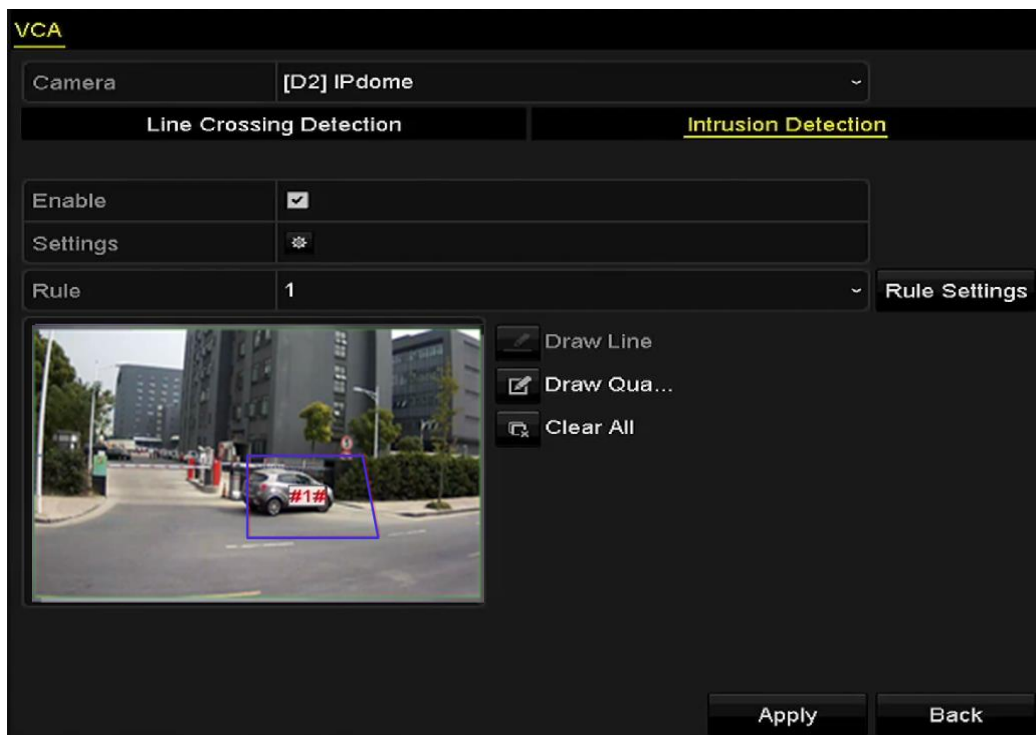 VCA
Camera [D2] IPdome
Line Crossing Detection Intrusion Detection
Enable
Settings
Rule 1 Rule Settings
Draw Line
Draw Qua...
Clear All
#1#
Apply Back